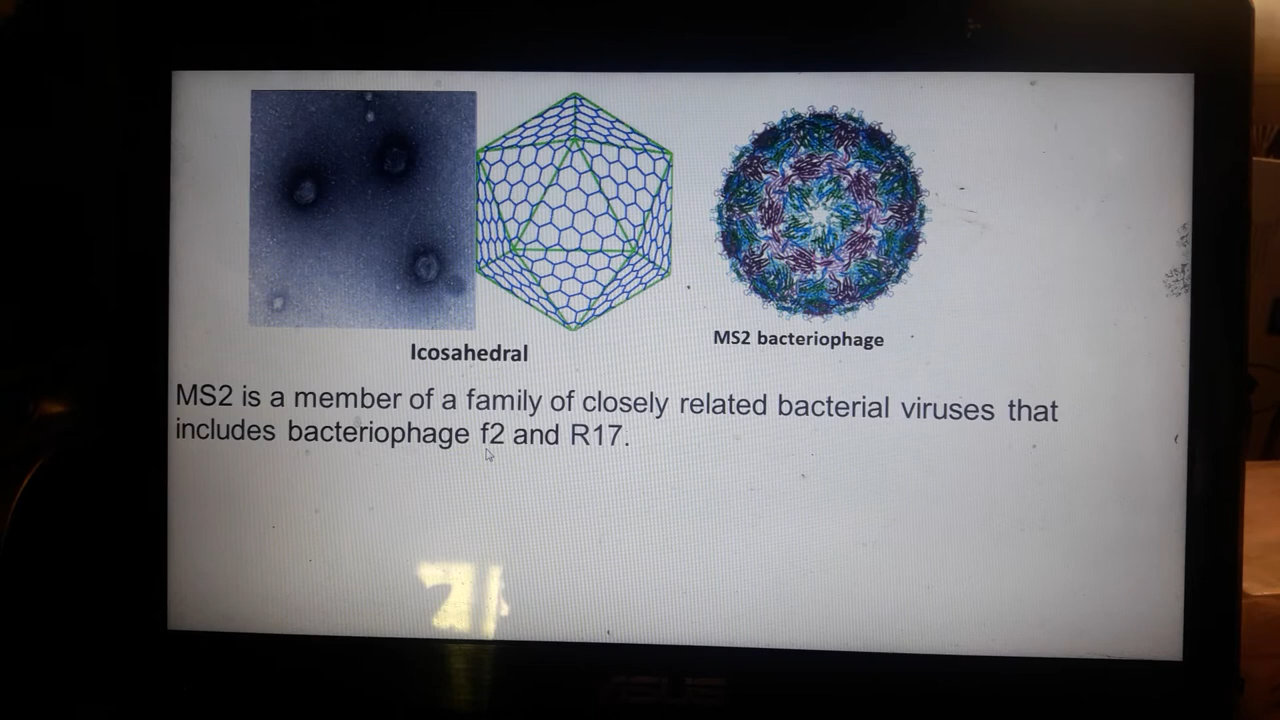 Icosahedral
MS2 bacteriophage
MS2 is a member of a family of closely related bacterial viruses that
includes bacteriophage f2 and R17.
ASUS